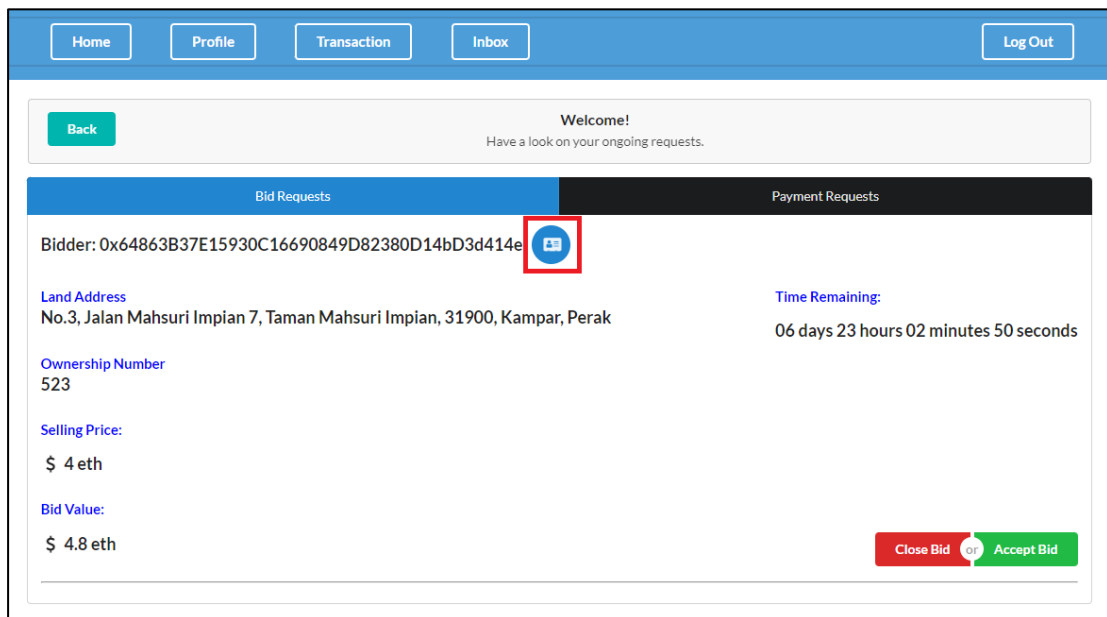 Home Profile Transaction Inbox Log Out
Back
Welcome!
Have a look on your ongoing requests.
Bid Requests Payment Requests
Bidder: 0x64863B37E15930C16690849D82380D14bD3d414e
Land Address
No.3, Jalan Mahsuri Impian 7, Taman Mahsuri Impian, 31900, Kampar, Perak
Time Remaining:
06 days 23 hours 02 minutes 50 seconds
Ownership Number
523
Selling Price:
$ 4 eth
Bid Value:
$ 4.8 eth
Close Bid or Accept Bid